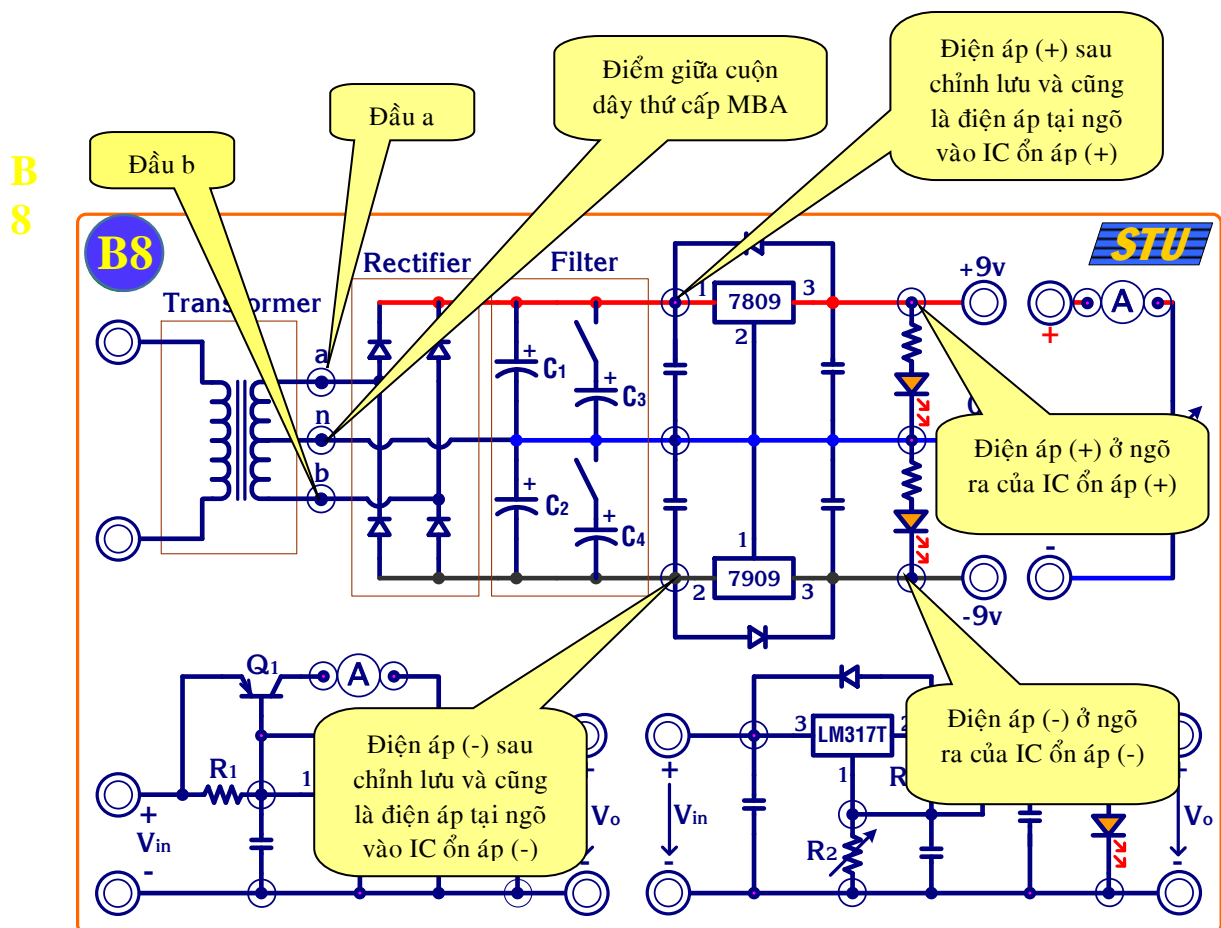 Điện áp (+) sau
chỉnh lưu và cũng
là điện áp tại ngõ
vào IC ổn áp (+)
Điểm giữa cuộn
dây thứ cấp MBA
Đầu a
Đầu b
B
8
B8
STU
Transformer
Rectifier
Filter
a
n
b
+
C1
+
C3
+
C2
+
C4
1
7809
3
2
1
2
7909
3
+9v
+
A
-
-9v
Điện áp (+) ở ngõ
ra của IC ổn áp (+)
Điện áp (-) sau
chỉnh lưu và cũng
là điện áp tại ngõ
vào IC ổn áp (-)
Điện áp (-) ở ngõ
ra của IC ổn áp (-)
Q1
A
R1
1
+
Vin
-
-
Vo
-
+
Vin
-
3
LM317T
1
R
R2
-
Vo
-